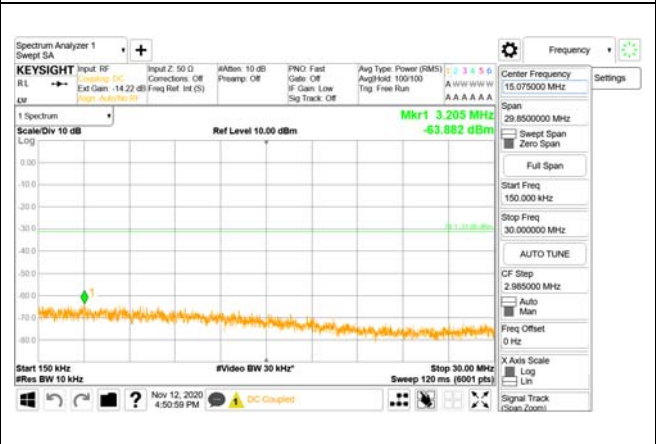 Spectrum Analyzer 1
Swept SA
+
Frequency
KEYSIGHT
Input: RF
Input Z: 50 Ω
#Atten: 10 dB
PNO: Fast
Avg Type: Power (RMS)
1 2 3 4 5 6
RL
Coupling: DC
Corrections: Off
Preamp: Off
Gate: Off
Avg|Hold: 100/100
A W W W W W
Ext Gain: -14.22 dB
Freq Ref: Int (S)
IF Gain: Low
Trig: Free Run
Align: Auto/No RF
Sig Track: Off
A A A A A A
1 Spectrum
Mkr1 3.205 MHz
Scale/Div 10 dB
Ref Level 10.00 dBm
-63.882 dBm
Log
0.00
-10.0
-20.0
-30.0
-40.0
-50.0
-60.0
-70.0
-80.0
1
Start 150 kHz
#Video BW 30 kHz*
Stop 30.00 MHz
#Res BW 10 kHz
Sweep 120 ms (6001 pts)
?
Nov 12, 2020
4:50:59 PM
DC Coupled
Center Frequency
15.075000 MHz
Settings
Span
29.8500000 MHz
Swept Span
Zero Span
Full Span
Start Freq
150.000 kHz
Stop Freq
30.000000 MHz
AUTO TUNE
CF Step
2.985000 MHz
Auto
Man
Freq Offset
0 Hz
X Axis Scale
Log
Lin
Signal Track
(Span Zoom)